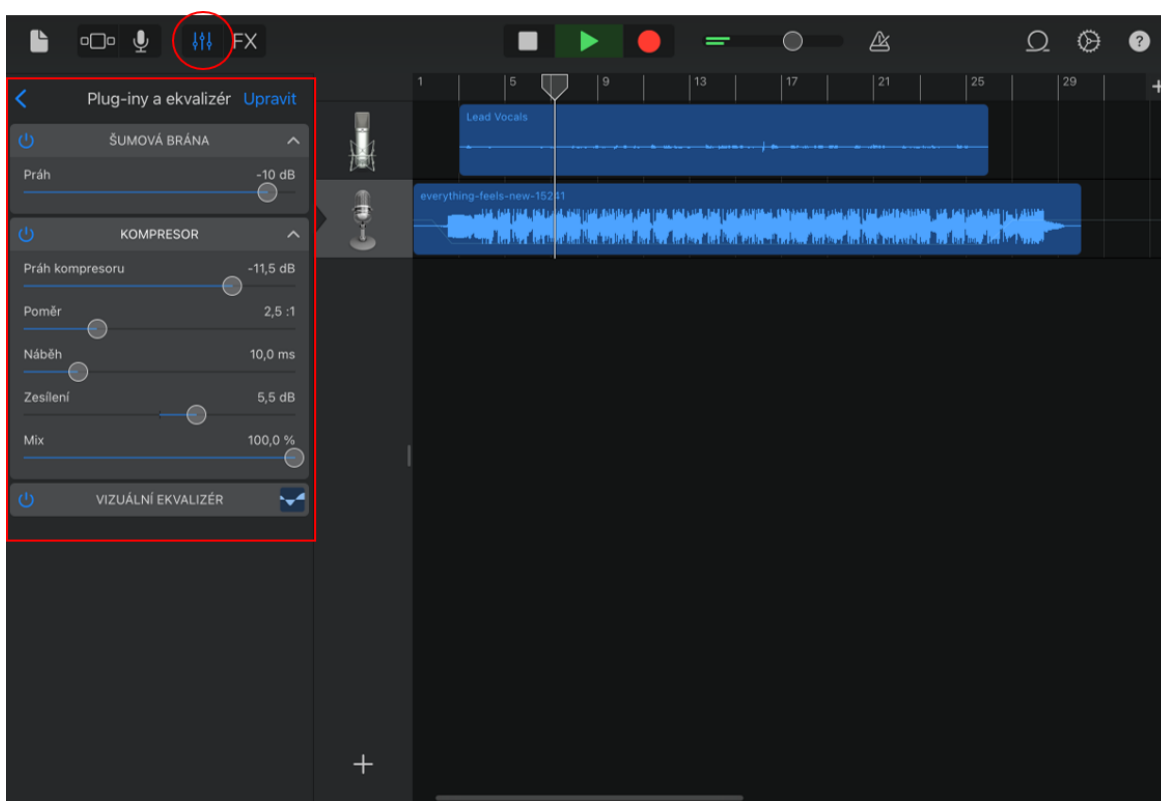 FX
?
Plug-iny a ekvalizér Upravit
ŠUMOVÁ BRÁNA
Práh -10 dB
KOMPRESOR
Práh kompresoru -11,5 dB
Poměr 2,5 :1
Náběh 10,0 ms
Zesílení 5,5 dB
Mix 100,0 %
VIZUÁLNÍ EKVALIZÉR
1 5 9 13 17 21 25 29
Lead Vocals
everything-feels-new-15241